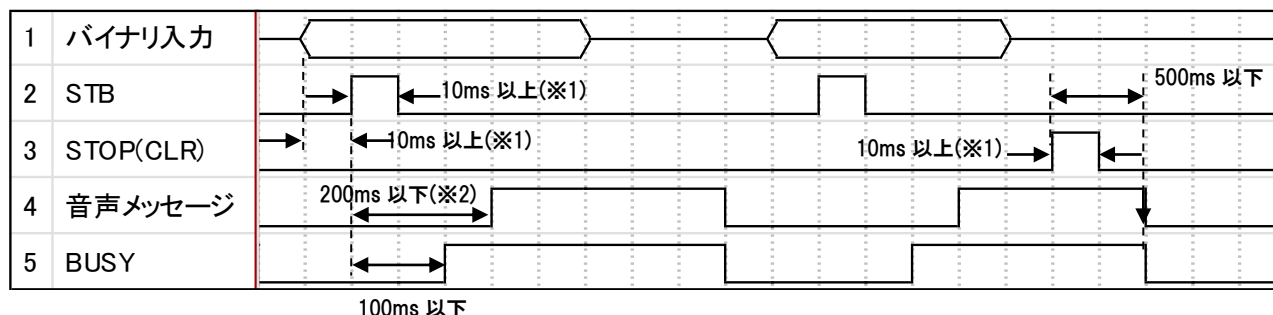 1 バイナリ入力
2 STB 10ms 以上(※1) 500ms 以下
3 STOP(CLR) 10ms 以上(※1) 10ms 以上(※1)
4 音声メッセージ 200ms 以下(※2)
5 BUSY
100ms 以下